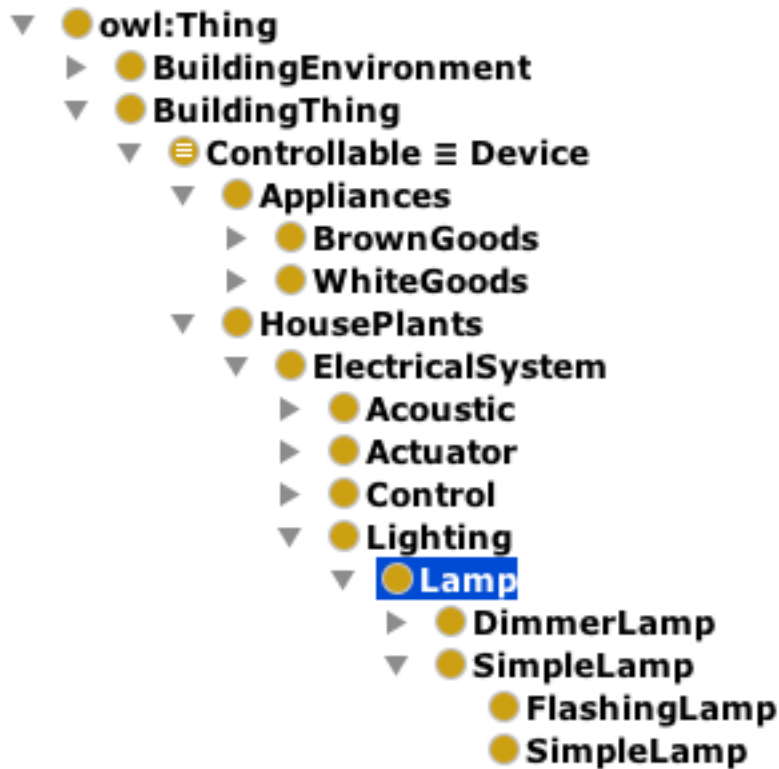 owl:Thing
BuildingEnvironment
BuildingThing
Controllable ≡ Device
Appliances
BrownGoods
WhiteGoods
HousePlants
ElectricalSystem
Acoustic
Actuator
Control
Lighting
Lamp
DimmerLamp
SimpleLamp
FlashingLamp
SimpleLamp